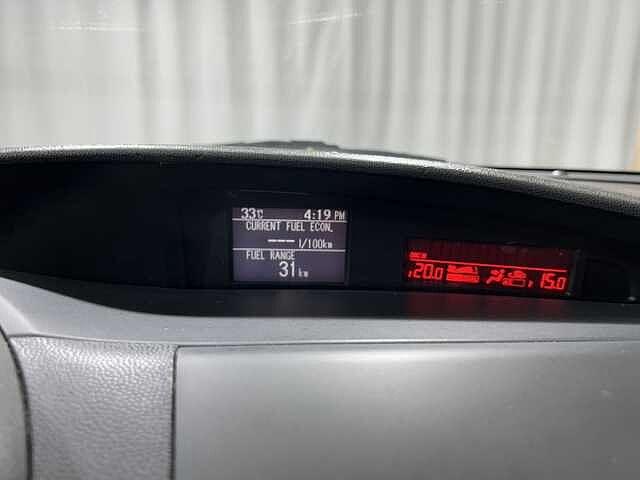 33℃ 4:19 PM
CURRENT FUEL ECON.
--- l/100km
FUEL RANGE
31 km
20.0 15.0